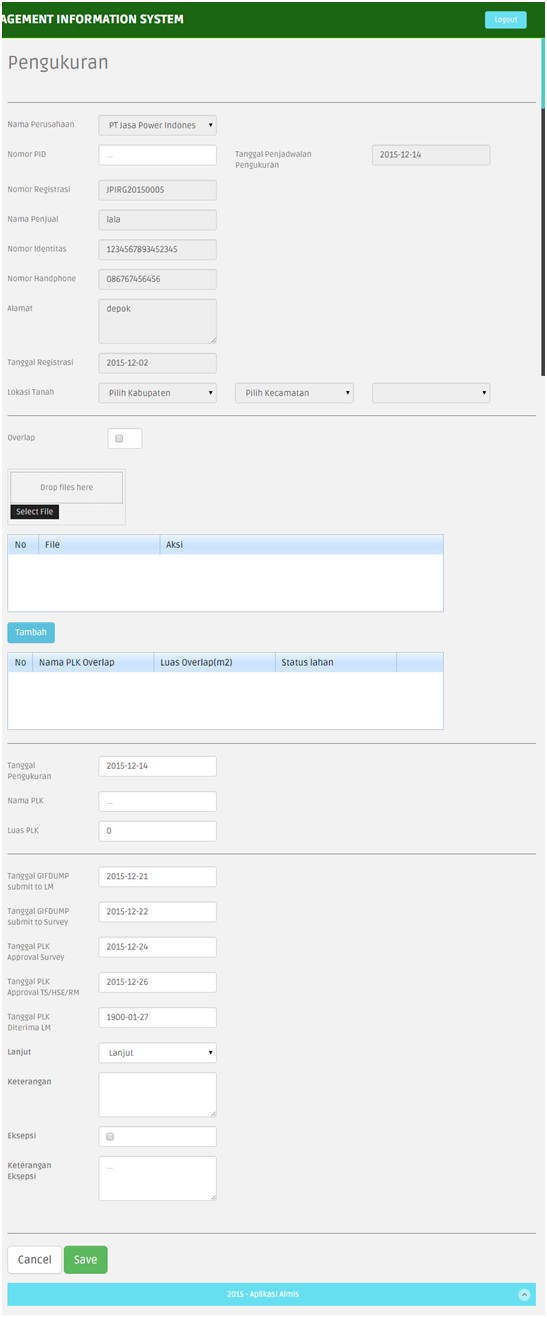 AGEMENT INFORMATION SYSTEM
Logout
Pengukuran
Nama Perusahaan PT Jasa Power Indones
Nomor PID ... Tanggal Penjadwalan Pengukuran 2015-12-14
Nomor Registrasi JPIRG20150005
Nama Penjual lala
Nomor Identitas 1234567893452345
Nomor Handphone 086767456456
Alamat depok
Tanggal Registrasi 2015-12-02
Lokasi Tanah Pilih Kabupaten Pilih Kecamatan
Overlap
Drop files here
Select File
No File Aksi
Tambah
No Nama PLK Overlap Luas Overlap(m2) Status lahan
Tanggal Pengukuran 2015-12-14
Nama PLK ...
Luas PLK 0
Tanggal GIFDUMP submit to LM 2015-12-21
Tanggal GIFDUMP submit to Survey 2015-12-22
Tanggal PLK Approval Survey 2015-12-24
Tanggal PLK Approval TS/HSE/RM 2015-12-26
Tanggal PLK Diterima LM 1900-01-27
Lanjut Lanjut
Keterangan
Eksepsi
Keterangan Eksepsi ...
Cancel Save
2015 - Aplikasi Almis